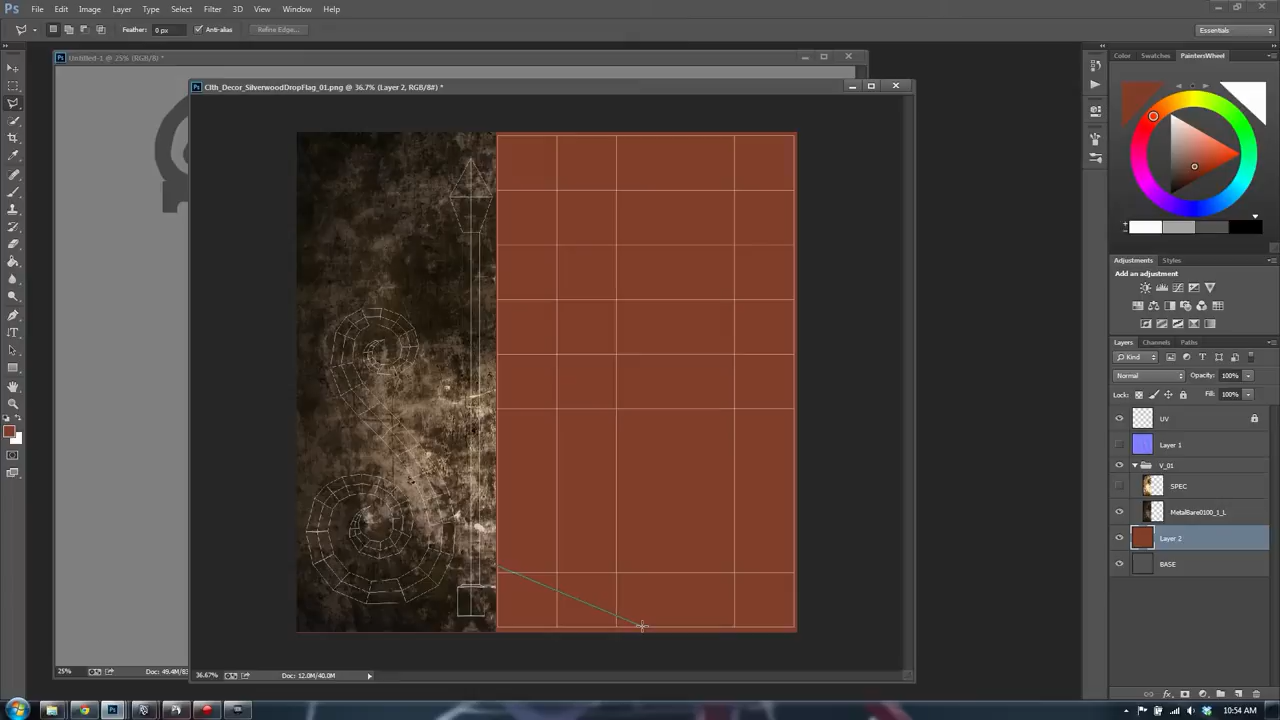 Ps File Edit Image Layer Type Select Filter 3D View Window Help
Feather: 0 px Anti-alias Refine Edge... Essentials
Untitled-1 @ 25% (RGB/8) *
Clth_Decor_SilverwoodDropFlag_01.png @ 36.7% (Layer 2, RGB/8#) *
Color Swatches PaintersWheel
Adjustments Styles
Add an adjustment
Layers Channels Paths
Kind
Normal Opacity: 100%
Lock: Fill: 100%
UV
Layer 1
V_01
SPEC
MetalBare0100_1_L
Layer 2
BASE
25% Doc: 49.4M/8
36.67% Doc: 12.0M/40.0M
10:54 AM